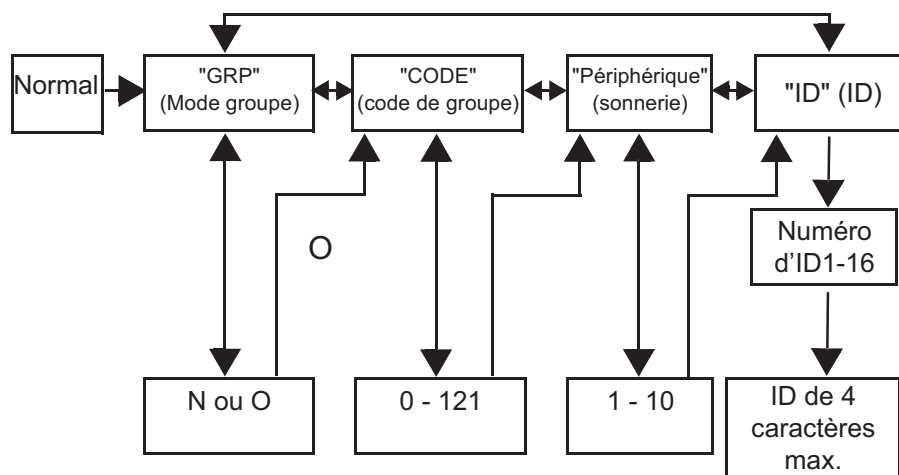 Normal
"GRP"
(Mode groupe)
"CODE"
(code de groupe)
"Périphérique"
(sonnerie)
"ID" (ID)
O
Numéro
d’ID1-16
N ou O
0 - 121
1 - 10
ID de 4
caractères
max.